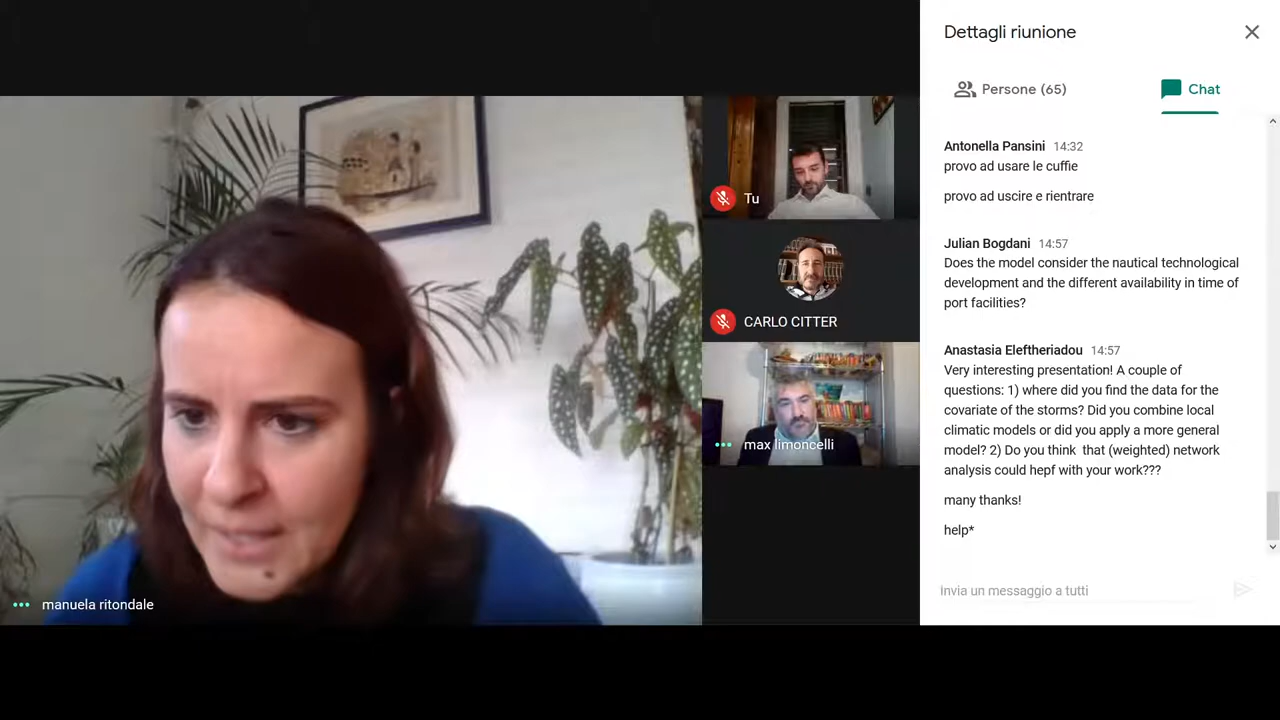 Dettagli riunione
Persone (65)
Chat
Antonella Pansini 14:32
provo ad usare le cuffie
provo ad uscire e rientrare
Julian Bogdani 14:57
Does the model consider the nautical technological
development and the different availability in time of
port facilities?
Anastasia Eleftheriadou 14:57
Very interesting presentation! A couple of
questions: 1) where did you find the data for the
covariate of the storms? Did you combine local
climatic models or did you apply a more general
model? 2) Do you think  that (weighted) network
analysis could hepf with your work???
many thanks!
help*
Invia un messaggio a tutti
Tu
CARLO CITTER
max limoncelli
manuela ritondale